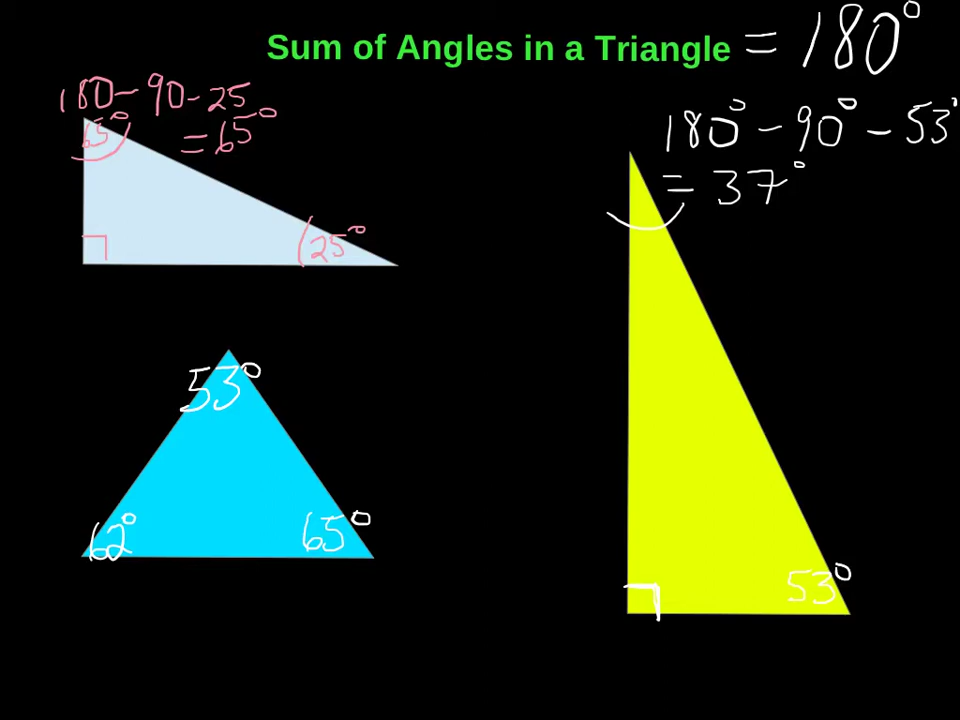 Sum of Angles in a Triangle = 180°
180 - 90 - 25
= 65°
65°
25°
180° - 90° - 53°
= 37°
53°
62°
65°
53°